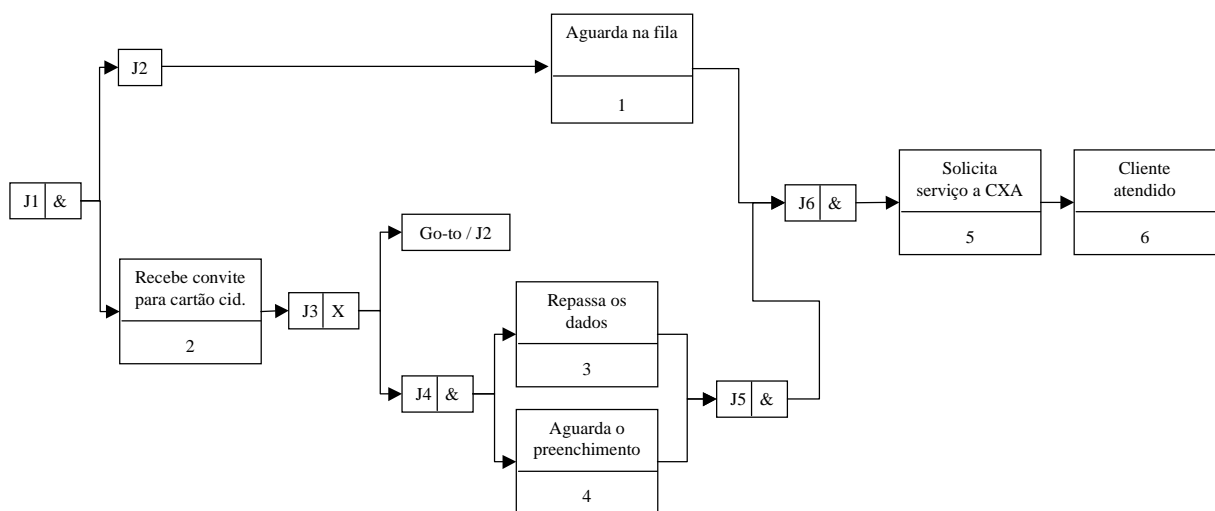 Aguarda na fila
1
J2
J1 &
Recebe convite
para cartão cid.
2
J3 X
Go-to / J2
J4 &
Repassa os
dados
3
Aguarda o
preenchimento
4
J5 &
J6 &
Solicita
serviço a CXA
5
Cliente
atendido
6